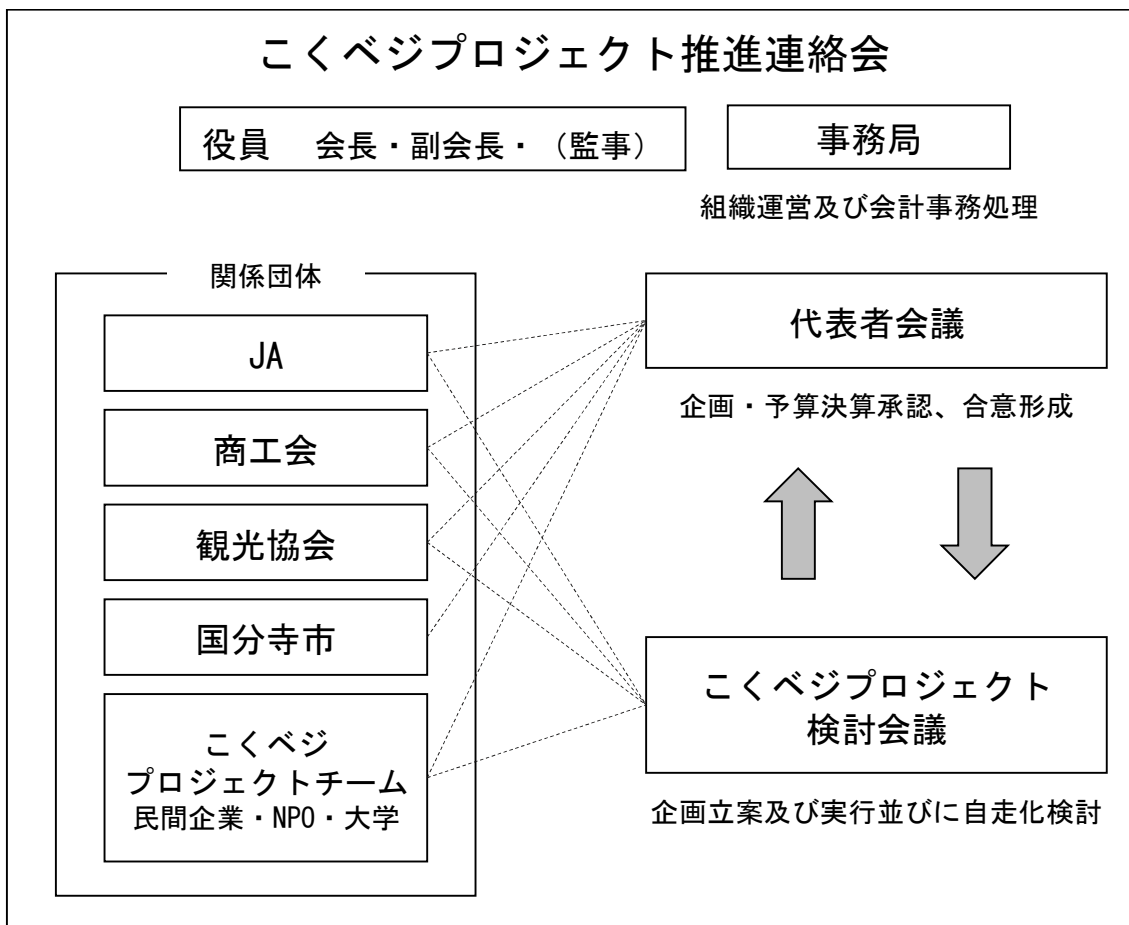 こくベジプロジェクト推進連絡会
役員　会長・副会長・（監事）
事務局
組織運営及び会計事務処理
関係団体
JA
商工会
観光協会
国分寺市
こくベジ
プロジェクトチーム
民間企業・NPO・大学
代表者会議
企画・予算決算承認、合意形成
こくベジプロジェクト
検討会議
企画立案及び実行並びに自走化検討